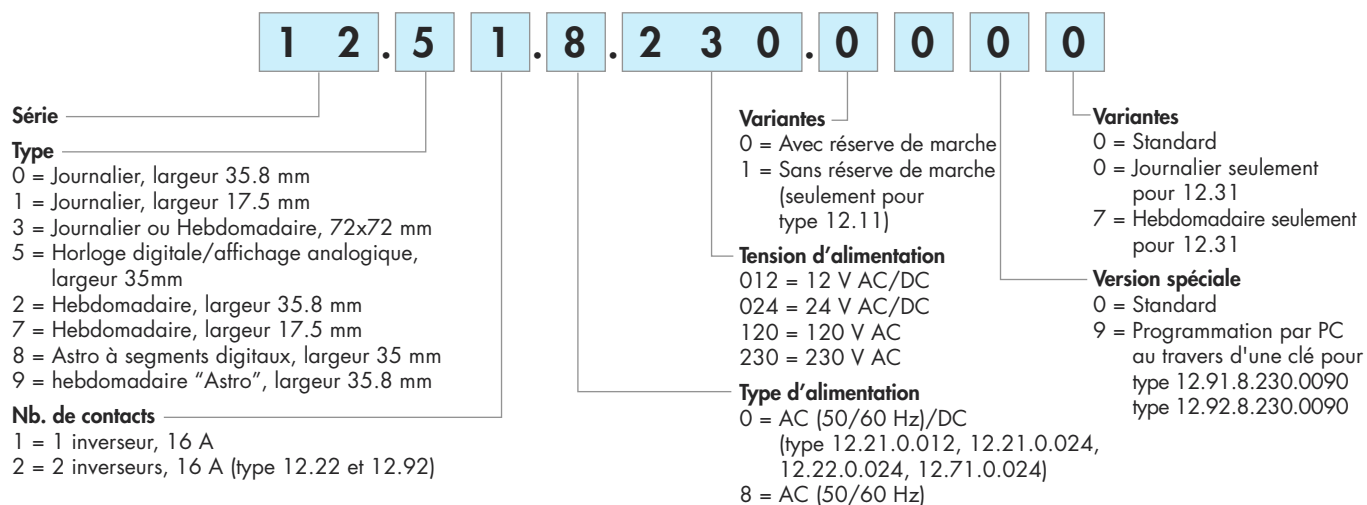 1 2 . 5 1 . 8 . 2 3 0 . 0 0 0 0
Série
Type
0 = Journalier, largeur 35.8 mm
1 = Journalier, largeur 17.5 mm
3 = Journalier ou Hebdomadaire, 72x72 mm
5 = Horloge digitale/affichage analogique,
largeur 35mm
2 = Hebdomadaire, largeur 35.8 mm
7 = Hebdomadaire, largeur 17.5 mm
8 = Astro à segments digitaux, largeur 35 mm
9 = hebdomadaire “Astro”, largeur 35.8 mm
Nb. de contacts
1 = 1 inverseur, 16 A
2 = 2 inverseurs, 16 A (type 12.22 et 12.92)
Variantes
0 = Avec réserve de marche
1 = Sans réserve de marche
(seulement pour
type 12.11)
Tension d’alimentation
012 = 12 V AC/DC
024 = 24 V AC/DC
120 = 120 V AC
230 = 230 V AC
Type d’alimentation
0 = AC (50/60 Hz)/DC
(type 12.21.0.012, 12.21.0.024,
12.22.0.024, 12.71.0.024)
8 = AC (50/60 Hz)
Variantes
0 = Standard
0 = Journalier seulement
pour 12.31
7 = Hebdomadaire seulement
pour 12.31
Version spéciale
0 = Standard
9 = Programmation par PC
au travers d'une clé pour
type 12.91.8.230.0090
type 12.92.8.230.0090